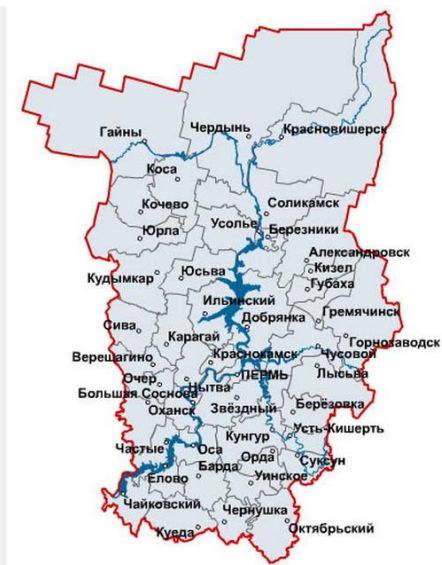 Гайны
Чердынь
Красновишерск
Коса
Кочево
Соликамск
Усолье
Березники
Юрла
Александровск
Кизел
Губаха
Кудымкар
Юсьва
Ильинский
Добрянка
Гремячинск
Сива
Карагай
Горнозаводск
Чусовой
Верещагино
Краснокамск
Лысьва
Очер
Нытва
ПЕРМЬ
Большая Соснова
Оханск
Звёздный
Берёзовка
Кунгур
Усть-Кишерть
Частые
Оса
Орда
Суксун
Барда
Елово
Уинское
Чайковский
Чернушка
Куеда
Октябрьский